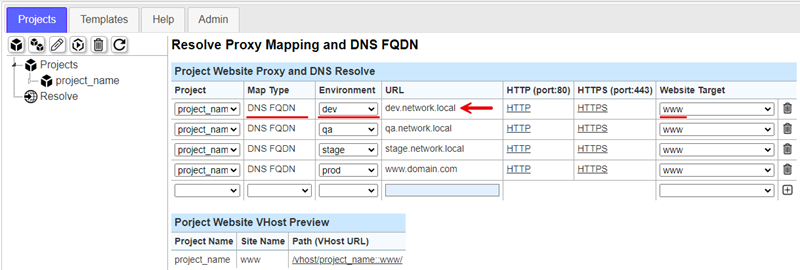 Projects Templates Help Admin
Resolve Proxy Mapping and DNS FQDN
Projects
project_name
Resolve
Project Website Proxy and DNS Resolve
Project Map Type Environment URL HTTP (port:80) HTTPS (port:443) Website Target
project_nam DNS FQDN dev dev.network.local HTTP HTTPS www
project_nam DNS FQDN qa qa.network.local HTTP HTTPS www
project_nam DNS FQDN stage stage.network.local HTTP HTTPS www
project_nam DNS FQDN prod www.domain.com HTTP HTTPS www
Porject Website VHost Preview
Project Name Site Name Path (VHost URL)
project_name www /vhost/project_name::www/